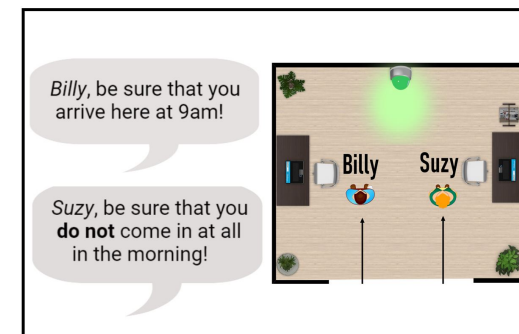 Billy, be sure that you
arrive here at 9am!
Suzy, be sure that you
do not come in at all
in the morning!
Billy
Suzy